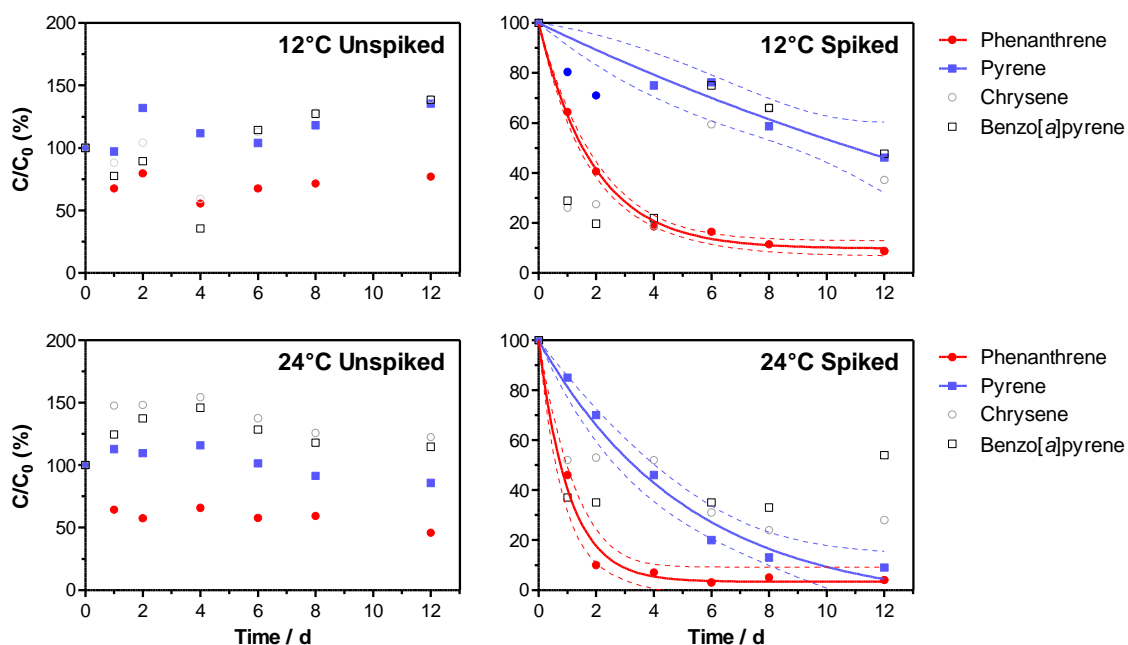 200
12°C Unspiked
150
100
50
0
C/C0 (%)
0 2 4 6 8 10 12
100
12°C Spiked
80
60
40
20
0
0 2 4 6 8 10 12
Phenanthrene
Pyrene
Chrysene
Benzo[a]pyrene
200
24°C Unspiked
150
100
50
0
C/C0 (%)
0 2 4 6 8 10 12
Time / d
100
24°C Spiked
80
60
40
20
0
0 2 4 6 8 10 12
Time / d
Phenanthrene
Pyrene
Chrysene
Benzo[a]pyrene